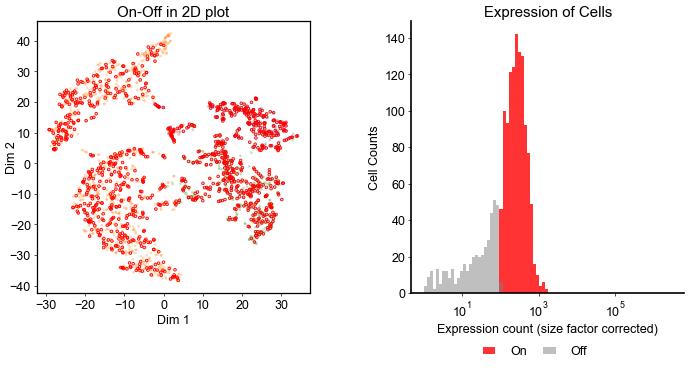 On-Off in 2D plot
40
30
20
10
0
−10
−20
−30
−40
Dim 2
−30 −20 −10 0 10 20 30
Dim 1
Expression of Cells
140
120
100
80
60
40
20
0
Cell Counts
10^1 10^3 10^5
Expression count (size factor corrected)
On Off